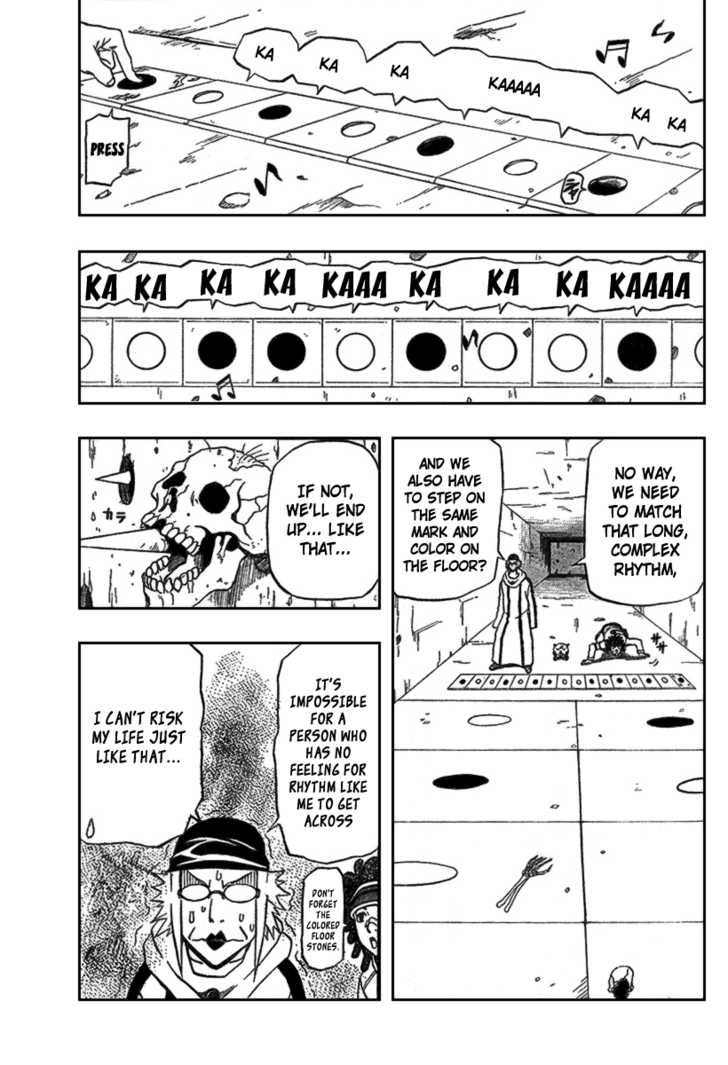 KA
KA
KA
KAAAAA
KA
KA
PRESS
KA
KA
KA
KA
KAAA
KA
KA
KA
KAAAA
NO WAY,
WE NEED
TO MATCH
THAT LONG,
COMPLEX
RHYTHM,
AND WE
ALSO HAVE
TO STEP ON
THE SAME
MARK AND
COLOR ON
THE FLOOR?
IF NOT,
WE'LL END
UP... LIKE
THAT...
カラ
IT'S
IMPOSSIBLE
FOR A
PERSON WHO
HAS NO
FEELING FOR
RHYTHM LIKE
ME TO GET
ACROSS
I CAN'T RISK
MY LIFE JUST
LIKE THAT...
DON'T
FORGET
THE
COLORED
FLOOR
STONES.